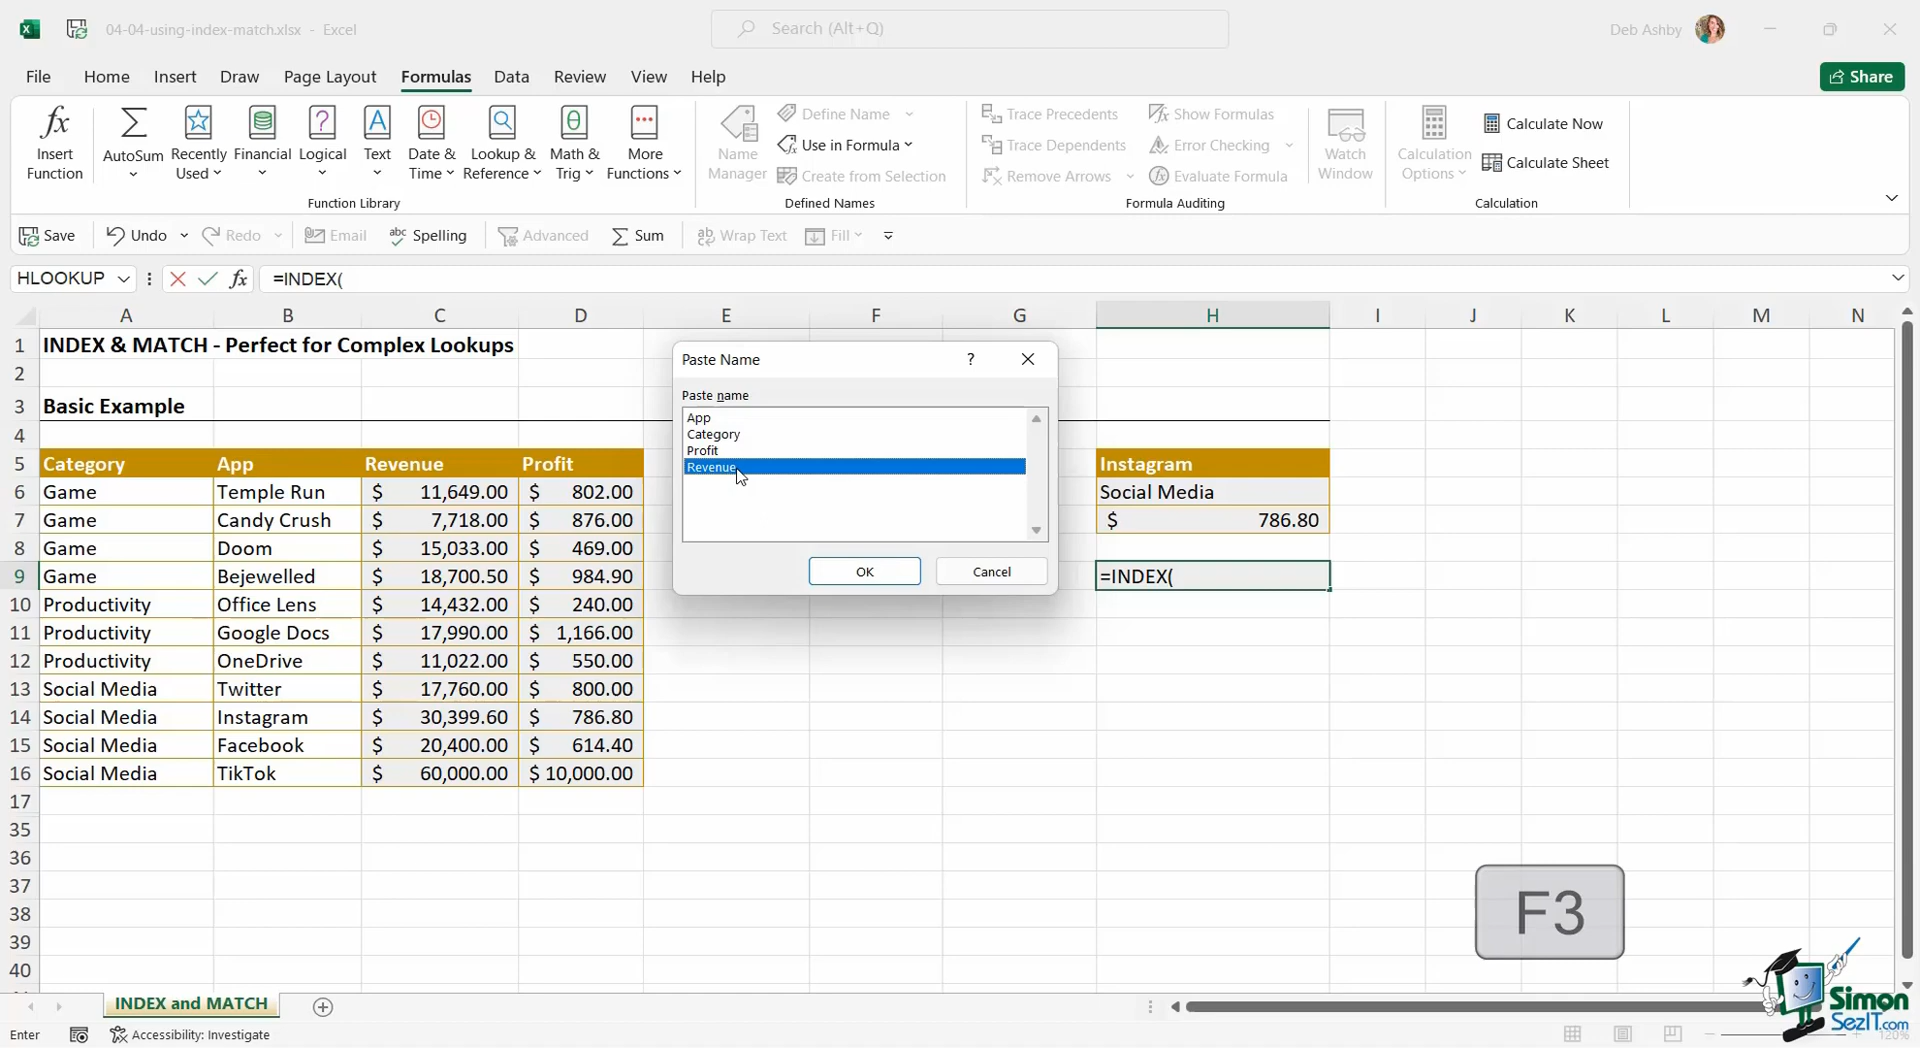 04-04-using-index-match.xlsx - Excel
Search (Alt+Q)
Deb Ashby
File Home Insert Draw Page Layout Formulas Data Review View Help
Share
Insert Function
AutoSum
Recently Used
Financial
Logical
Text
Date & Time
Lookup & Reference
Math & Trig
More Functions
Function Library
Name Manager
Define Name
Use in Formula
Create from Selection
Defined Names
Trace Precedents
Trace Dependents
Remove Arrows
Show Formulas
Error Checking
Evaluate Formula
Formula Auditing
Watch Window
Calculation Options
Calculate Now
Calculate Sheet
Calculation
Save Undo Redo Email Spelling Advanced Sum Wrap Text Fill
HLOOKUP fx =INDEX(
A B C D E F G H I J K L M N
1 INDEX & MATCH - Perfect for Complex Lookups
2
3 Basic Example
4
5 Category App Revenue Profit Instagram
6 Game Temple Run $ 11,649.00 $ 802.00 Social Media
7 Game Candy Crush $ 7,718.00 $ 876.00 $ 786.80
8 Game Doom $ 15,033.00 $ 469.00
9 Game Bejewelled $ 18,700.50 $ 984.90 =INDEX(
10 Productivity Office Lens $ 14,432.00 $ 240.00
11 Productivity Google Docs $ 17,990.00 $ 1,166.00
12 Productivity OneDrive $ 11,022.00 $ 550.00
13 Social Media Twitter $ 17,760.00 $ 800.00
14 Social Media Instagram $ 30,399.60 $ 786.80
15 Social Media Facebook $ 20,400.00 $ 614.40
16 Social Media TikTok $ 60,000.00 $ 10,000.00
17
35
36
37
38
39
40
Paste Name ?
Paste name
App
Category
Profit
Revenue
OK Cancel
F3
INDEX and MATCH
Enter Accessibility: Investigate
120%
Simon
SezIT.com